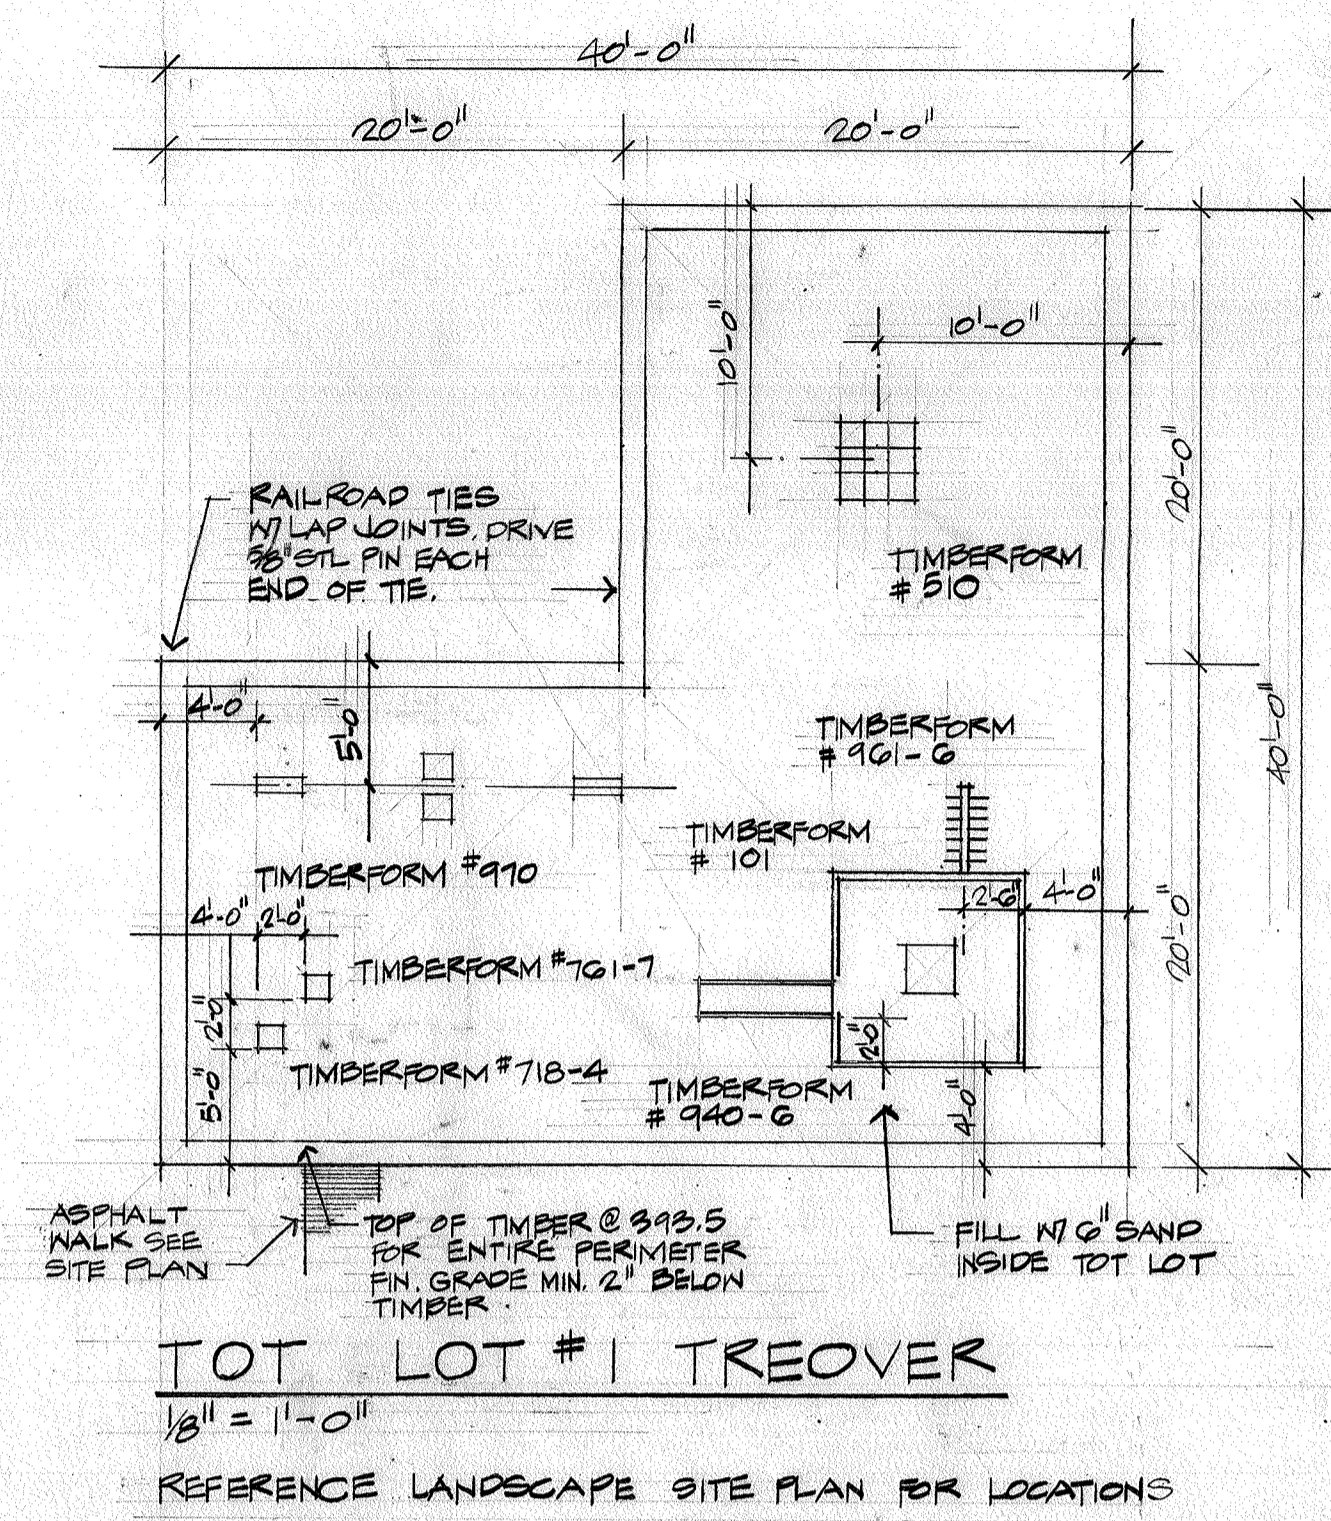 40'-0"
20'-0"
20'-0"
10'-0"
10'-0"
20'-0"
RAILROAD TIES
W/ LAP JOINTS, DRIVE
5/8" STL PIN EACH
END OF TIE.
TIMBERFORM
# 510
4'-0"
5'-0"
TIMBERFORM
# 961-6
40'-0"
TIMBERFORM
# 101
TIMBERFORM #970
2'-6"
4'-0"
4'-0"
2'-0"
20'-0"
TIMBERFORM #761-7
2'-0"
2'-0"
TIMBERFORM #718-4
5'-0"
TIMBERFORM
# 940-6
4'-0"
ASPHALT
WALK SEE
SITE PLAN
TOP OF TIMBER @ 393.5
FOR ENTIRE PERIMETER
FIN. GRADE MIN. 2" BELOW
TIMBER.
FILL W/ 6" SAND
INSIDE TOT LOT
TOT LOT #1 TREOVER
1/8" = 1'-0"
REFERENCE LANDSCAPE SITE PLAN FOR LOCATIONS